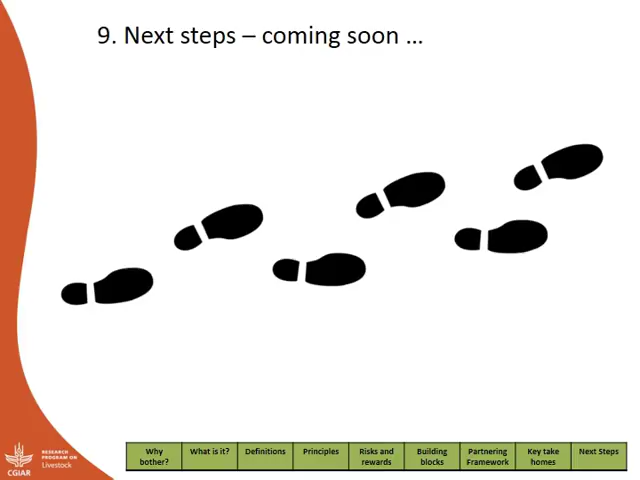 9. Next steps – coming soon …
RESEARCH
PROGRAM ON
Livestock
CGIAR
Why
bother?
What is it?
Definitions
Principles
Risks and
rewards
Building
blocks
Partnering
Framework
Key take
homes
Next Steps